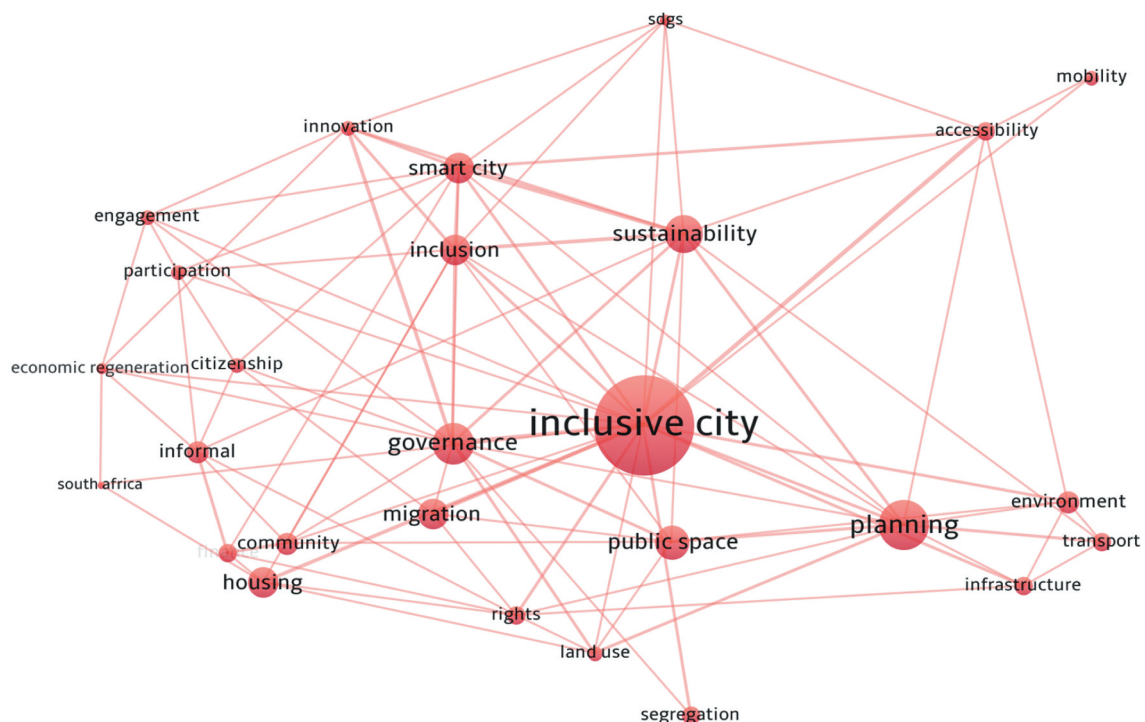 sdgs
mobility
innovation
accessibility
smart city
engagement
sustainability
inclusion
participation
economic regeneration
citizenship
inclusive city
governance
informal
south africa
migration
environment
planning
public space
transport
community
finance
housing
infrastructure
rights
land use
segregation